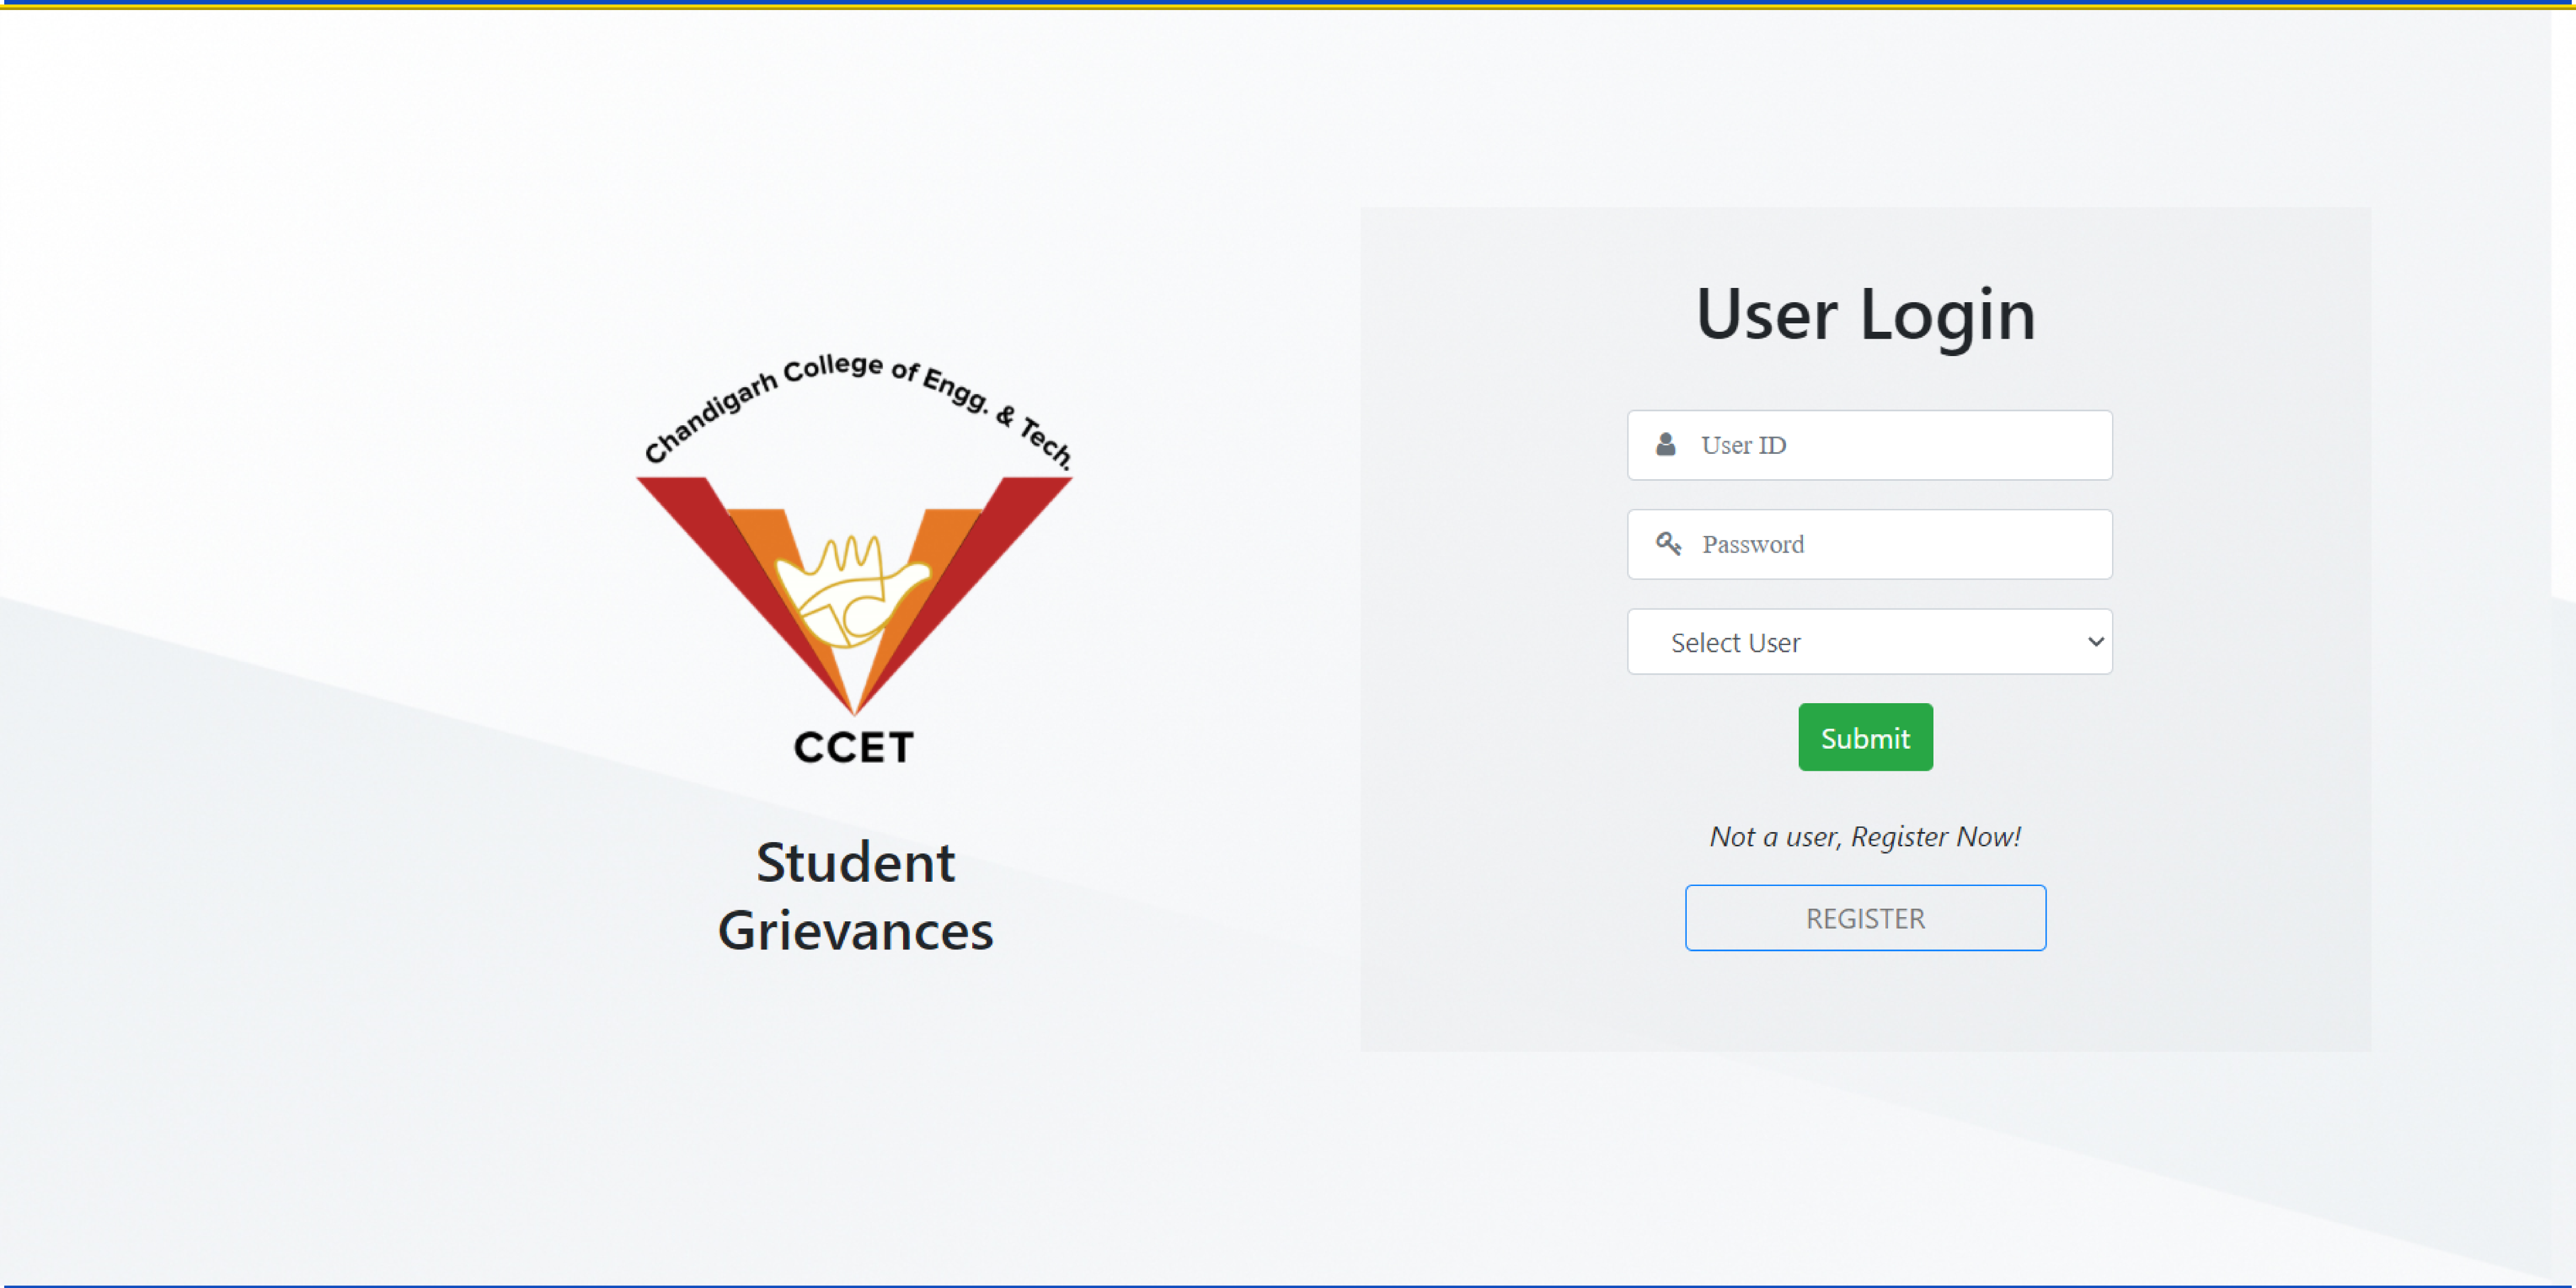 Chandigarh College of Engg. & Tech.
CCET
Student
Grievances
User Login
User ID
Password
Select User
Submit
Not a user, Register Now!
REGISTER